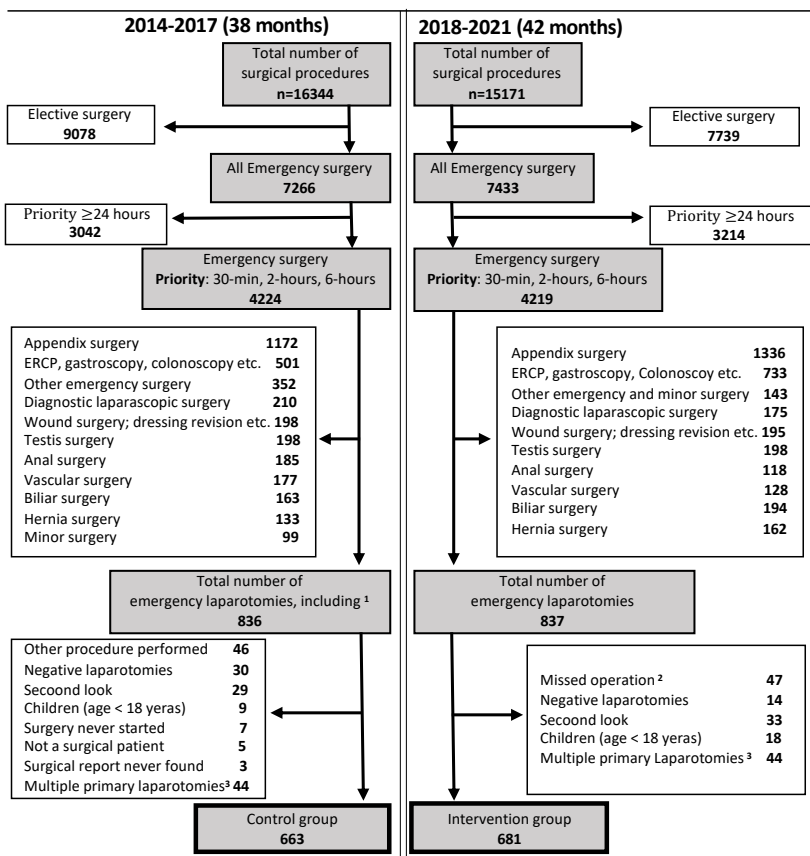 2014-2017 (38 months)
Total number of
surgical procedures
n=16344
Elective surgery
9078
All Emergency surgery
7266
Priority ≥24 hours
3042
Emergency surgery
Priority: 30-min, 2-hours, 6-hours
4224
Appendix surgery 1172
ERCP, gastroscopy, colonoscopy etc. 501
Other emergency surgery 352
Diagnostic laparascopic surgery 210
Wound surgery; dressing revision etc. 198
Testis surgery 198
Anal surgery 185
Vascular surgery 177
Biliar surgery 163
Hernia surgery 133
Minor surgery 99
Total number of
emergency laparotomies, including ¹
836
Other procedure performed 46
Negative laparotomies 30
Secoond look 29
Children (age < 18 yeras) 9
Surgery never started 7
Not a surgical patient 5
Surgical report never found 3
Multiple primary laparotomies³ 44
Control group
663
2018-2021 (42 months)
Total number of
surgical procedures
n=15171
Elective surgery
7739
All Emergency surgery
7433
Priority ≥24 hours
3214
Emergency surgery
Priority: 30-min, 2-hours, 6-hours
4219
Appendix surgery 1336
ERCP, gastroscopy, Colonoscoy etc. 733
Other emergency and minor surgery 143
Diagnostic laparascopic surgery 175
Wound surgery; dressing revision etc. 195
Testis surgery 198
Anal surgery 118
Vascular surgery 128
Biliar surgery 194
Hernia surgery 162
Total number of
emergency laparotomies
837
Missed operation ² 47
Negative laparotomies 14
Secoond look 33
Children (age < 18 yeras) 18
Multiple primary Laparotomies ³ 44
Intervention group
681